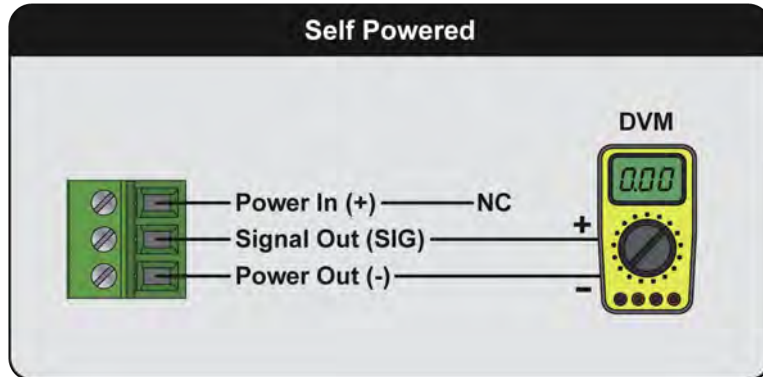 Self Powered
DVM
0.00
Power In (+) NC
Signal Out (SIG) +
Power Out (-) -